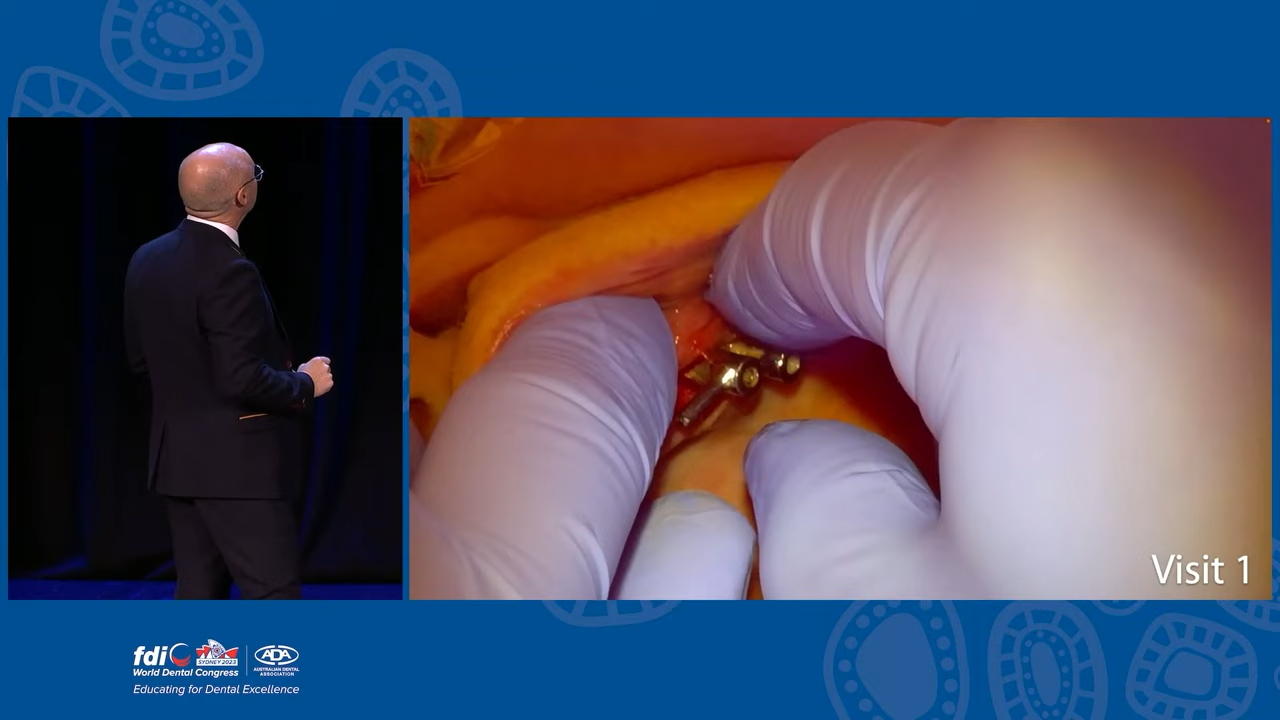 Visit 1
fdi
SYDNEY 2023
ADA
World Dental Congress
AUSTRALIAN DENTAL
ASSOCIATION
Educating for Dental Excellence